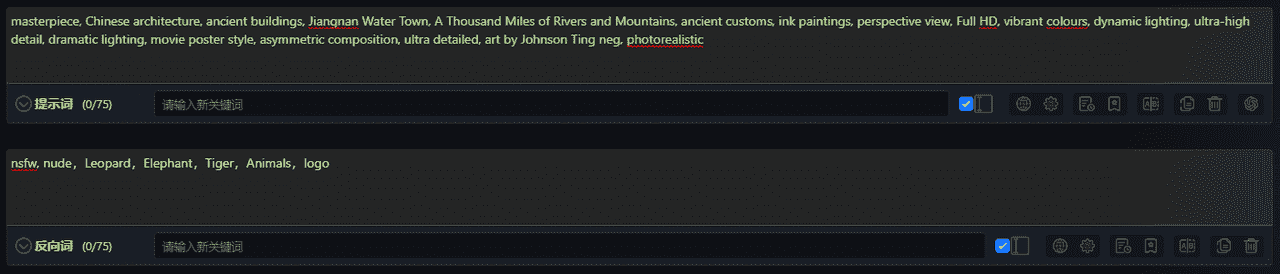 masterpiece, Chinese architecture, ancient buildings, Jiangnan Water Town, A Thousand Miles of Rivers and Mountains, ancient customs, ink paintings, perspective view, Full HD, vibrant colours, dynamic lighting, ultra-high
detail, dramatic lighting, movie poster style, asymmetric composition, ultra detailed, art by Johnson Ting neg, photorealistic
提示词 (0/75) 请输入新关键词
nsfw, nude，Leopard，Elephant，Tiger，Animals，logo
反向词 (0/75) 请输入新关键词